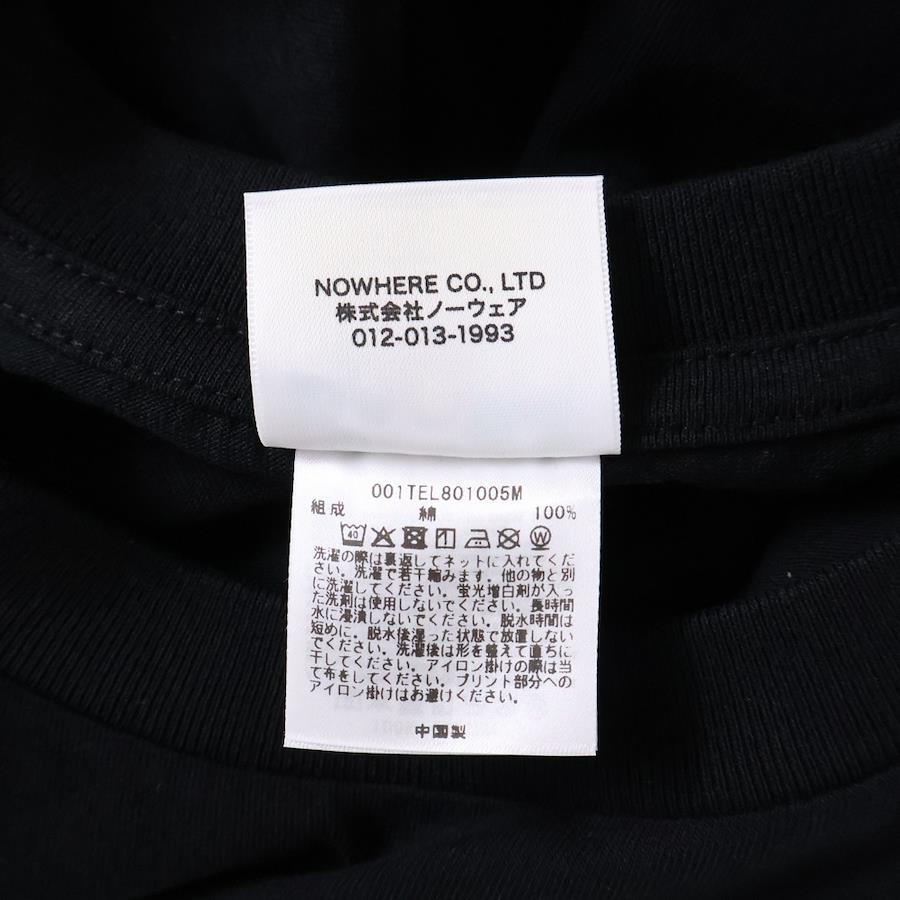 NOWHERE CO., LTD
株式会社ノーウェア
012-013-1993
001TEL801005M
組成 綿 100%
40 W
洗濯の際は裏返してネットに入れてくだ
さい。洗濯で若干縮みます。他の物と別
に洗濯してください。蛍光増白剤が入っ
た洗剤は使用しないでください。長時間
水に浸漬しないでください。脱水時間は
短めに。脱水後湿った状態で放置しない
でください。洗濯後は形を整えて直ちに
干してください。アイロン掛けの際は当
て布をしてください。プリント部分への
アイロン掛けはお避けください。
中国製